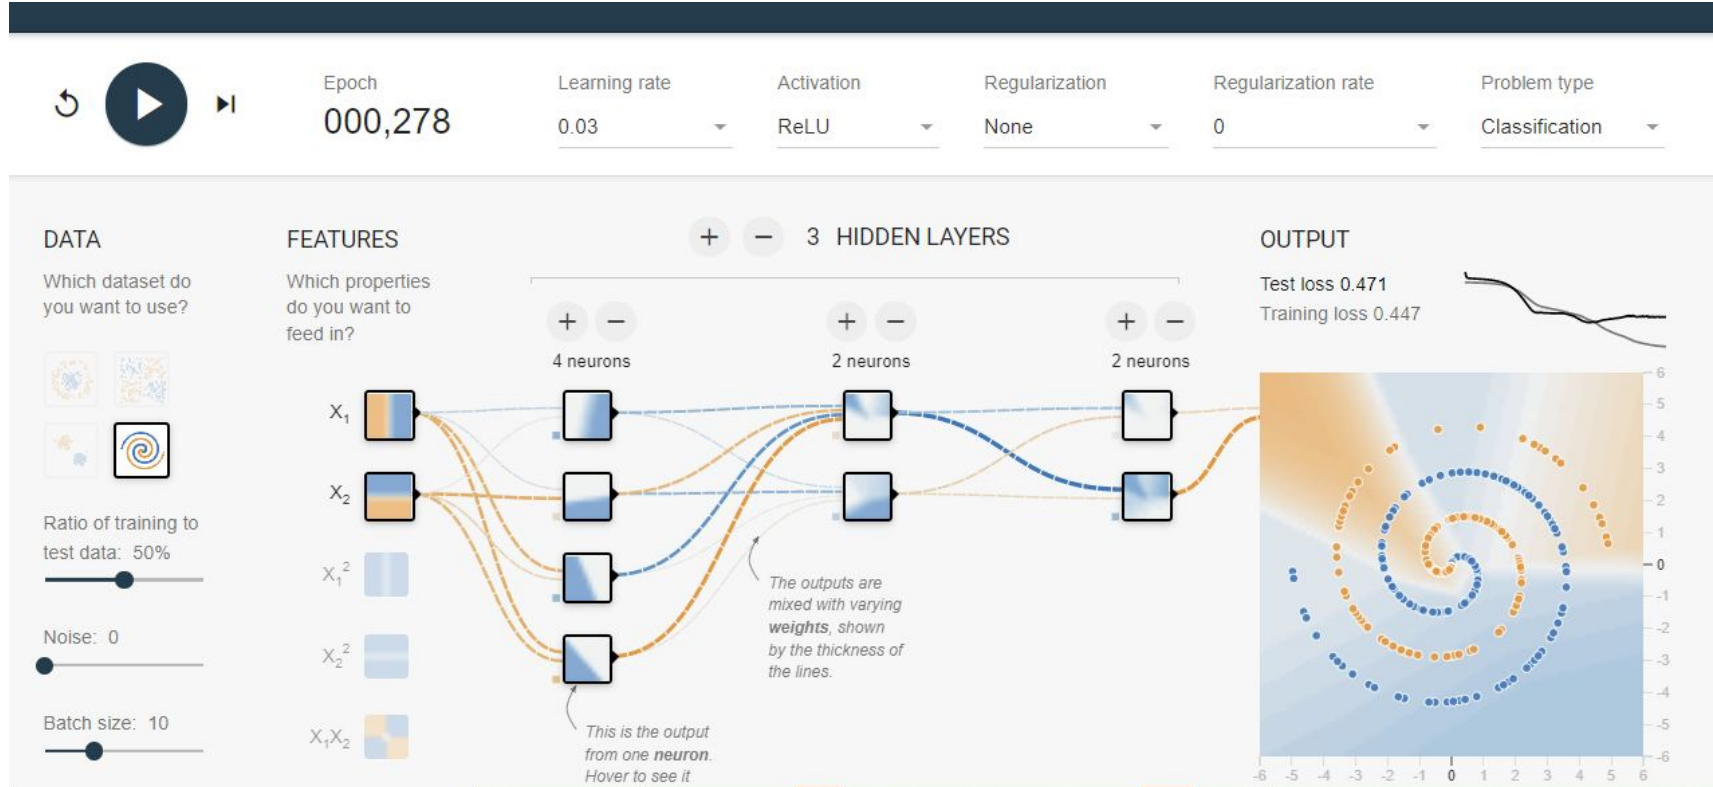 Epoch
000,278
Learning rate
0.03
Activation
ReLU
Regularization
None
Regularization rate
0
Problem type
Classification
DATA
Which dataset do
you want to use?
Ratio of training to
test data: 50%
Noise: 0
Batch size: 10
FEATURES
Which properties
do you want to
feed in?
X1
X2
X1²
X2²
X1X2
+ − 3 HIDDEN LAYERS
+ −
4 neurons
+ −
2 neurons
+ −
2 neurons
The outputs are
mixed with varying
weights, shown
by the thickness of
the lines.
This is the output
from one neuron.
Hover to see it
OUTPUT
Test loss 0.471
Training loss 0.447
6
5
4
3
2
1
0
-1
-2
-3
-4
-5
-6
-6 -5 -4 -3 -2 -1 0 1 2 3 4 5 6